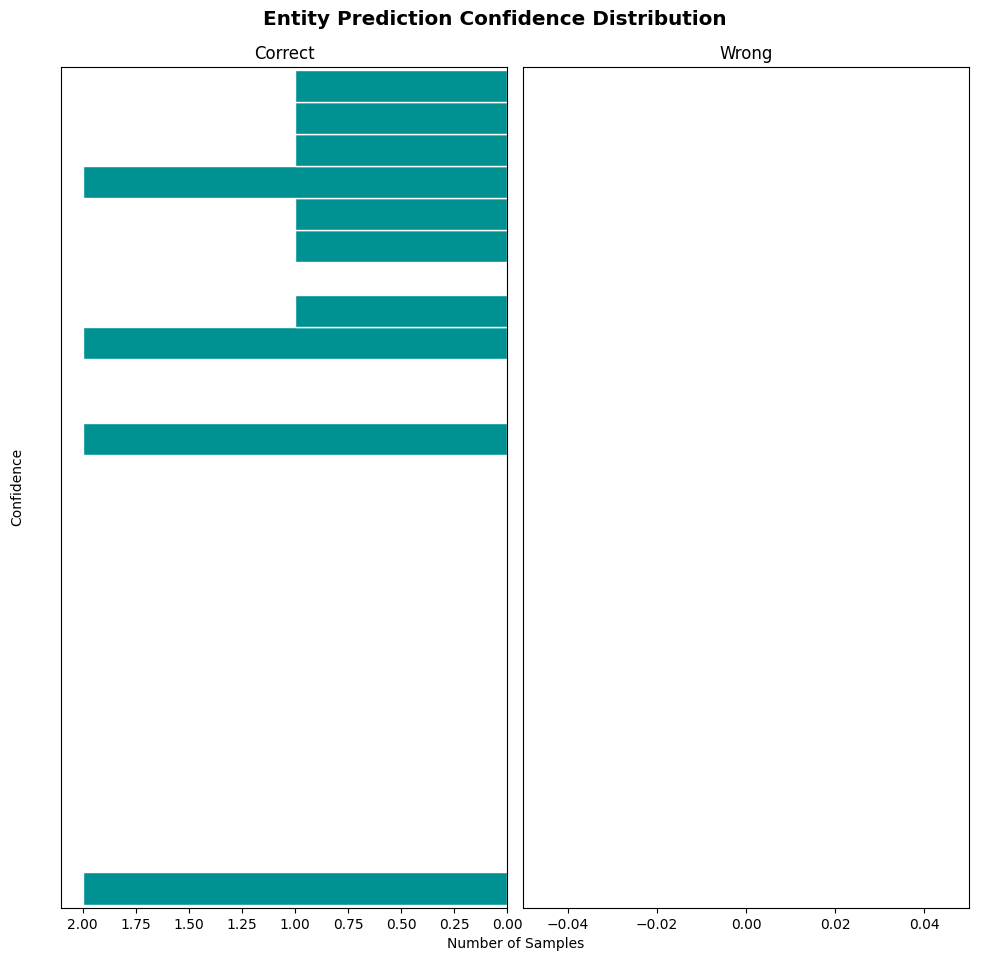 Entity Prediction Confidence Distribution
Correct
Wrong
Confidence
2.00 1.75 1.50 1.25 1.00 0.75 0.50 0.25 0.00
−0.04 −0.02 0.00 0.02 0.04
Number of Samples